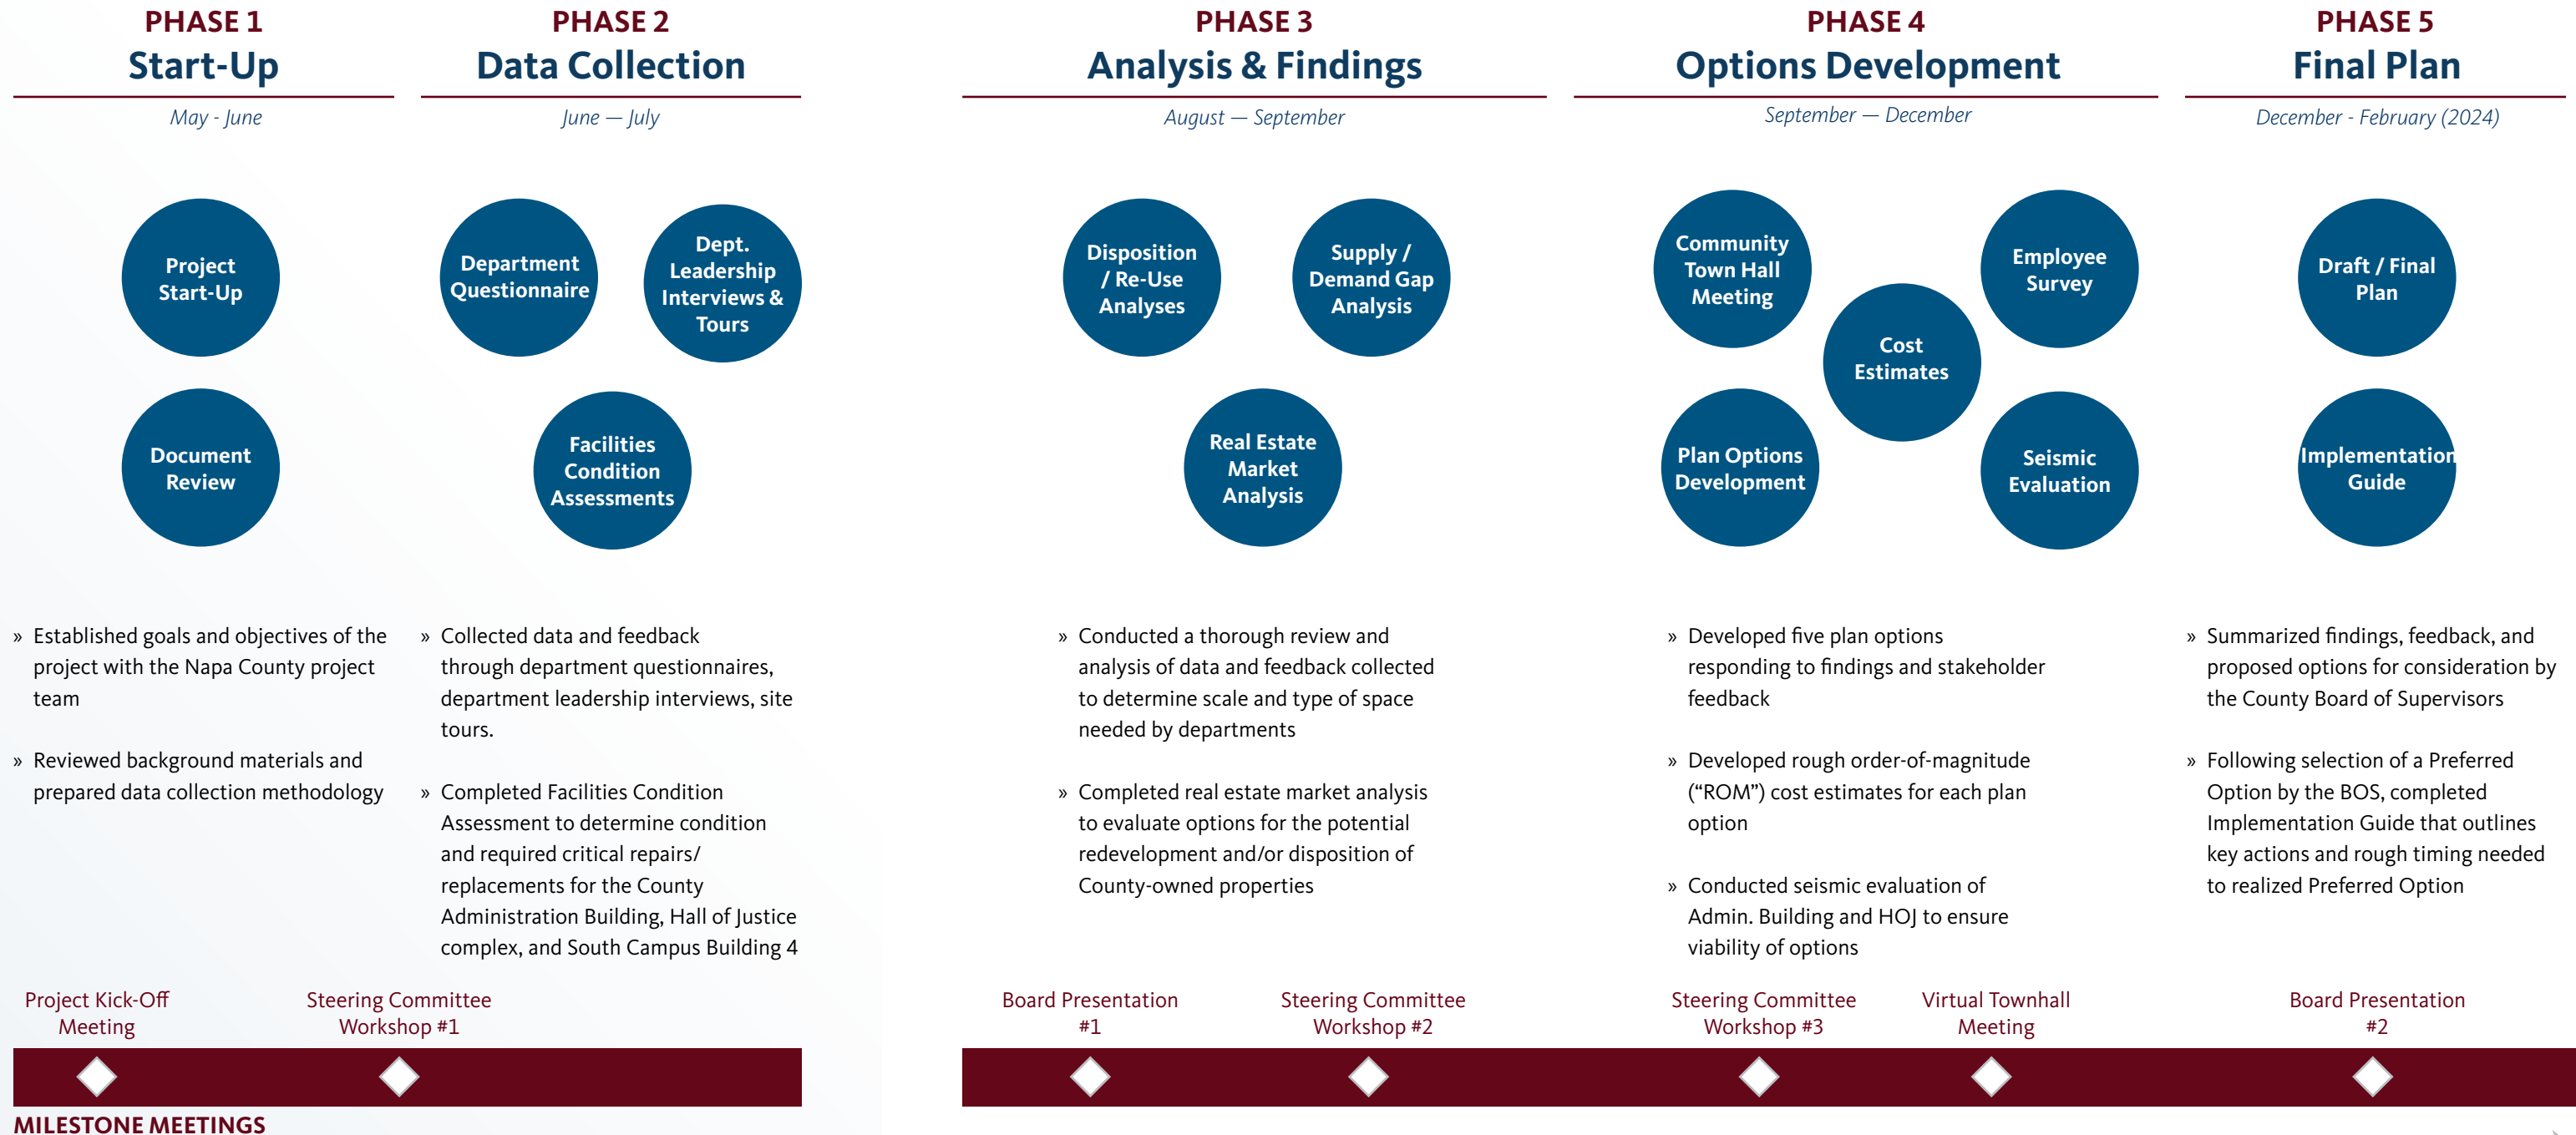 PHASE 1
Start-Up
May - June
Project
Start-Up
Document
Review
» Established goals and objectives of the
project with the Napa County project
team
» Reviewed background materials and
prepared data collection methodology
PHASE 2
Data Collection
June — July
Department
Questionnaire
Dept.
Leadership
Interviews &
Tours
Facilities
Condition
Assessments
» Collected data and feedback
through department questionnaires,
department leadership interviews, site
tours.
» Completed Facilities Condition
Assessment to determine condition
and required critical repairs/
replacements for the County
Administration Building, Hall of Justice
complex, and South Campus Building 4
PHASE 3
Analysis & Findings
August — September
Disposition
/ Re-Use
Analyses
Supply /
Demand Gap
Analysis
Real Estate
Market
Analysis
» Conducted a thorough review and
analysis of data and feedback collected
to determine scale and type of space
needed by departments
» Completed real estate market analysis
to evaluate options for the potential
redevelopment and/or disposition of
County-owned properties
PHASE 4
Options Development
September — December
Community
Town Hall
Meeting
Employee
Survey
Cost
Estimates
Plan Options
Development
Seismic
Evaluation
» Developed five plan options
responding to findings and stakeholder
feedback
» Developed rough order-of-magnitude
(“ROM”) cost estimates for each plan
option
» Conducted seismic evaluation of
Admin. Building and HOJ to ensure
viability of options
PHASE 5
Final Plan
December - February (2024)
Draft / Final
Plan
Implementation
Guide
» Summarized findings, feedback, and
proposed options for consideration by
the County Board of Supervisors
» Following selection of a Preferred
Option by the BOS, completed
Implementation Guide that outlines
key actions and rough timing needed
to realized Preferred Option
Project Kick-Off
Meeting
Steering Committee
Workshop #1
Board Presentation
#1
Steering Committee
Workshop #2
Steering Committee
Workshop #3
Virtual Townhall
Meeting
Board Presentation
#2
MILESTONE MEETINGS